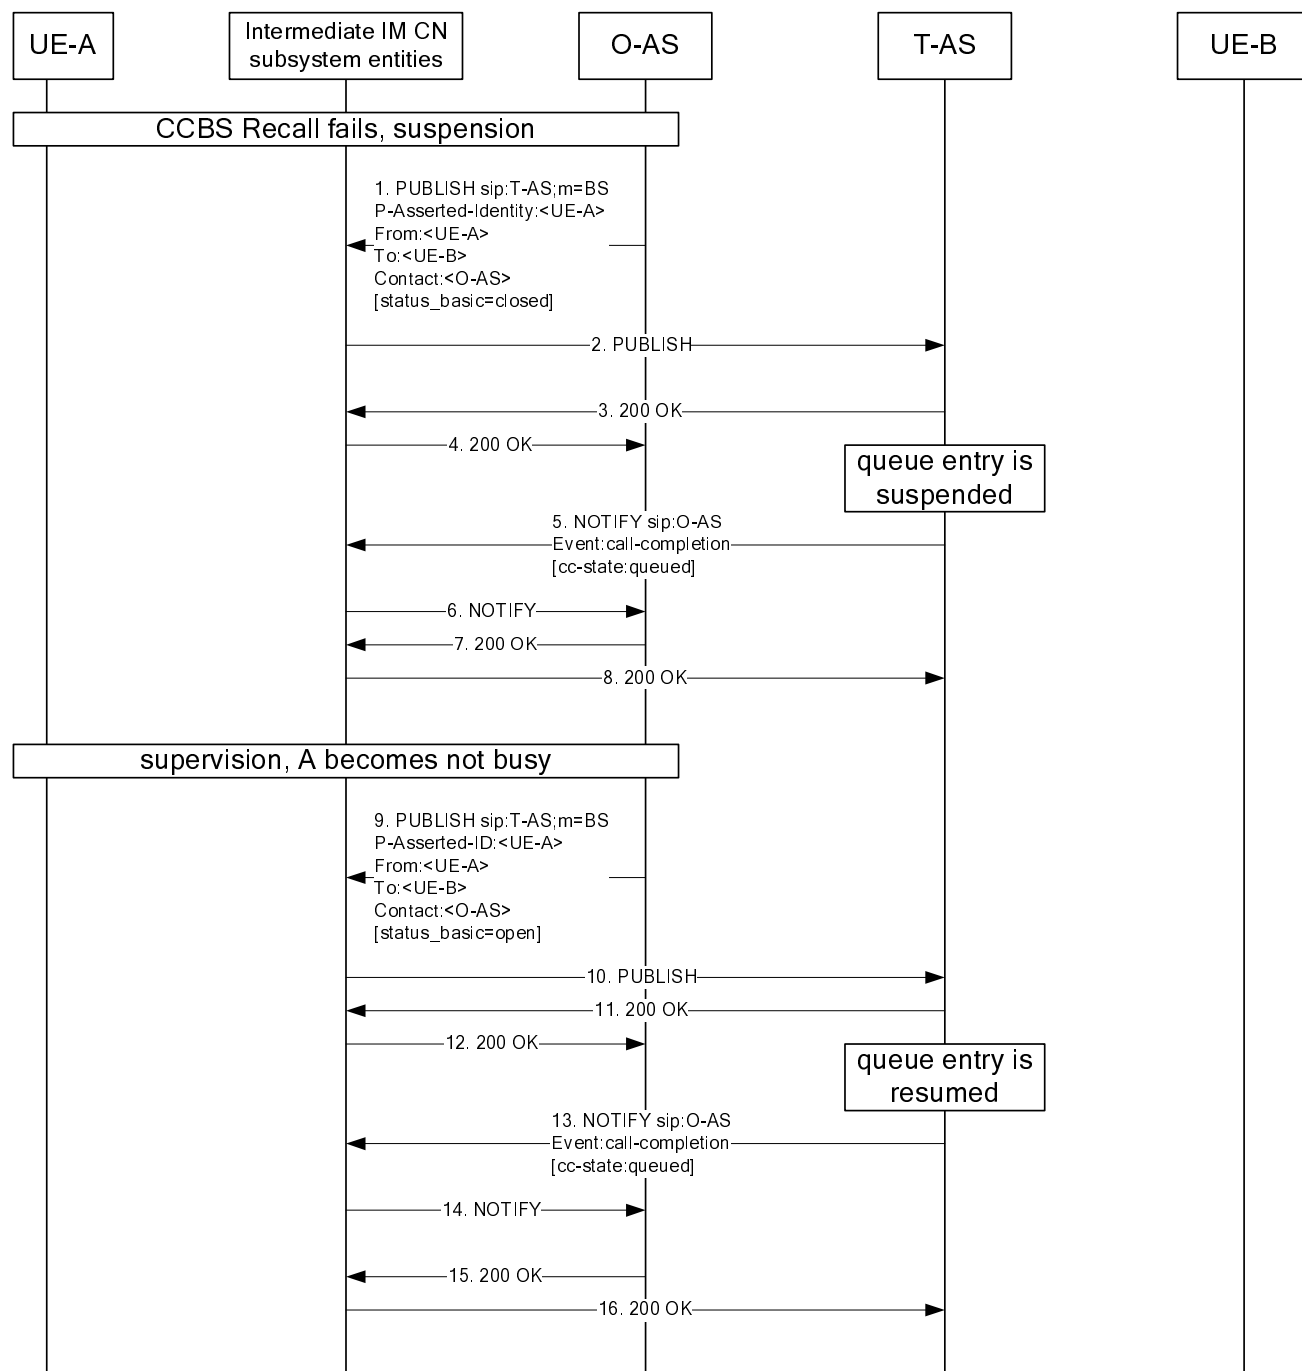 UE-A
Intermediate IM CN
subsystem entities
O-AS
T-AS
UE-B
CCBS Recall fails, suspension
1. PUBLISH sip:T-AS;m=BS
P-Asserted-Identity:<UE-A>
From:<UE-A>
To:<UE-B>
Contact:<O-AS>
[status_basic=closed]
2. PUBLISH
3. 200 OK
4. 200 OK
queue entry is
suspended
5. NOTIFY sip:O-AS
Event:call-completion
[cc-state:queued]
6. NOTIFY
7. 200 OK
8. 200 OK
supervision, A becomes not busy
9. PUBLISH sip:T-AS;m=BS
P-Asserted-ID:<UE-A>
From:<UE-A>
To:<UE-B>
Contact:<O-AS>
[status_basic=open]
10. PUBLISH
11. 200 OK
12. 200 OK
queue entry is
resumed
13. NOTIFY sip:O-AS
Event:call-completion
[cc-state:queued]
14. NOTIFY
15. 200 OK
16. 200 OK